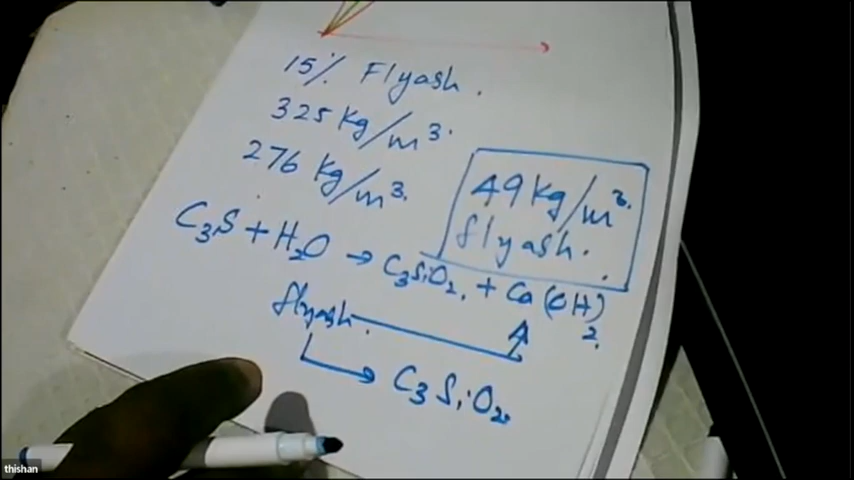 15% Flyash.
325 Kg/m³.
276 Kg/m³.
49 Kg/m³.
flyash.
C₃S + H₂O → C₃SiO₂, + Ca(OH)₂.
flyash.
C₃SiO₂.
thishan